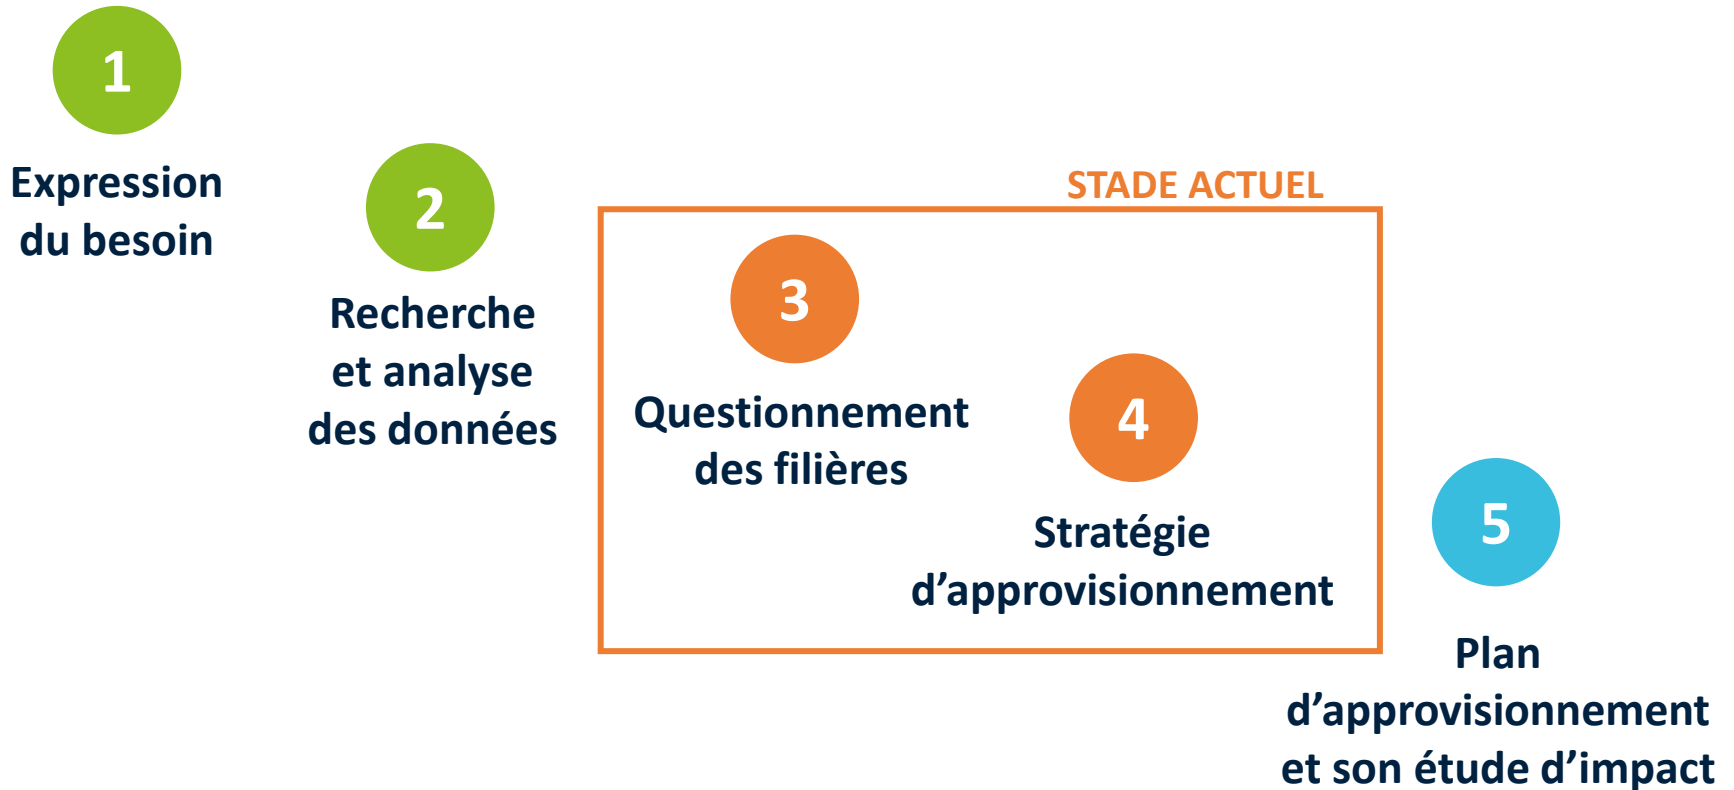 1
Expression
du besoin
2
Recherche
et analyse
des données
STADE ACTUEL
3
Questionnement
des filières
4
Stratégie
d’approvisionnement
5
Plan
d’approvisionnement
et son étude d’impact